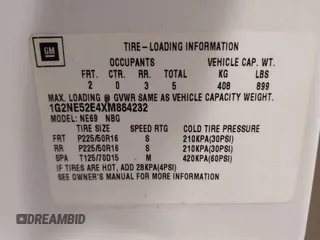 GM
TIRE-LOADING INFORMATION
OCCUPANTS VEHICLE CAP. WT.
FRT. CTR. RR. TOTAL KG LBS
2 0 3 5 408 899
MAX. LOADING @ GVWR SAME AS VEHICLE CAPACITY WEIGHT.
1G2NE52E4XM864232
MODEL: NE69 NBG
TIRE SIZE SPEED RTG COLD TIRE PRESSURE
FRT P225/50R16 S 210KPA(30PSI)
RR P225/50R16 S 210KPA(30PSI)
SPA T125/70D15 M 420KPA(60PSI)
IF TIRES ARE HOT, ADD 28KPA(4PSI)
SEE OWNER'S MANUAL FOR ADDITIONAL INFORMATION
DREAMBID